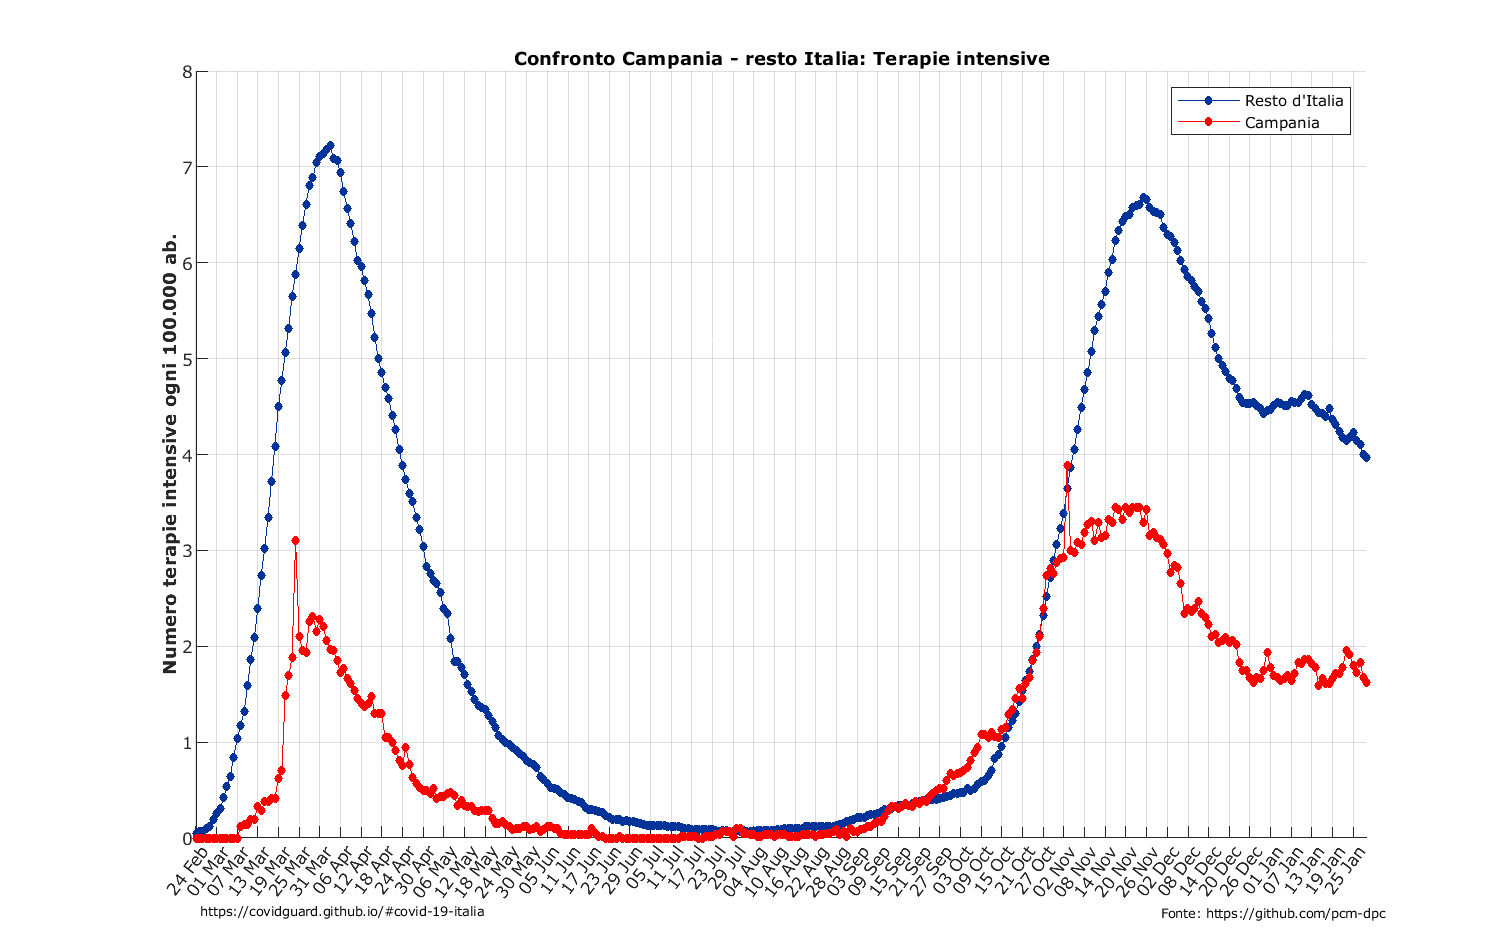 Confronto Campania - resto Italia: Terapie intensive
Numero terapie intensive ogni 100.000 ab.
8
7
6
5
4
3
2
1
0
Resto d'Italia
Campania
24 Feb
01 Mar
07 Mar
13 Mar
19 Mar
25 Mar
31 Mar
06 Apr
12 Apr
18 Apr
24 Apr
30 Apr
06 May
12 May
18 May
24 May
30 May
05 Jun
11 Jun
17 Jun
23 Jun
29 Jun
05 Jul
11 Jul
17 Jul
23 Jul
29 Jul
04 Aug
10 Aug
16 Aug
22 Aug
28 Aug
03 Sep
09 Sep
15 Sep
21 Sep
27 Sep
03 Oct
09 Oct
15 Oct
21 Oct
27 Oct
02 Nov
08 Nov
14 Nov
20 Nov
26 Nov
02 Dec
08 Dec
14 Dec
20 Dec
26 Dec
01 Jan
07 Jan
13 Jan
19 Jan
25 Jan
https://covidguard.github.io/#covid-19-italia
Fonte: https://github.com/pcm-dpc